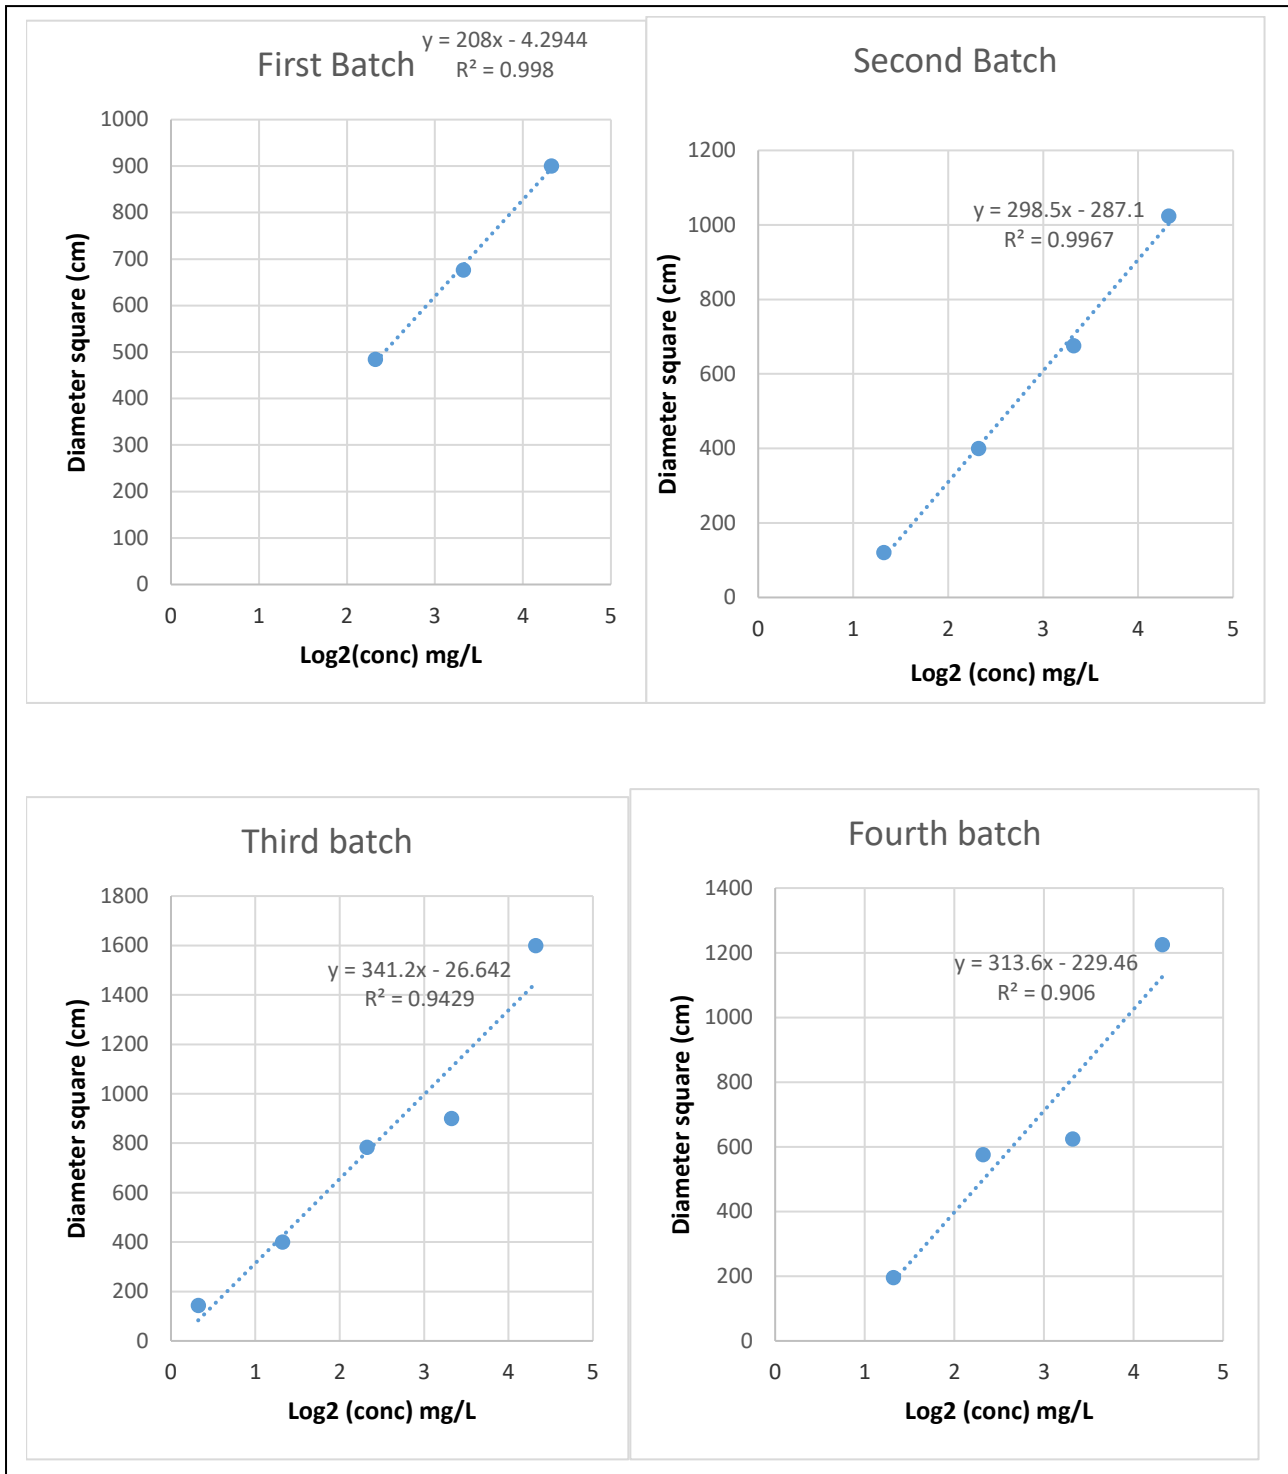 First Batch
y = 208x - 4.2944
R² = 0.998
1000
900
800
700
600
500
400
300
200
100
0
0 1 2 3 4 5
Diameter square (cm)
Log2(conc) mg/L
Second Batch
y = 298.5x - 287.1
R² = 0.9967
1200
1000
800
600
400
200
0
0 1 2 3 4 5
Diameter square (cm)
Log2 (conc) mg/L
Third batch
y = 341.2x - 26.642
R² = 0.9429
1800
1600
1400
1200
1000
800
600
400
200
0
0 1 2 3 4 5
Diameter square (cm)
Log2 (conc) mg/L
Fourth batch
y = 313.6x - 229.46
R² = 0.906
1400
1200
1000
800
600
400
200
0
0 1 2 3 4 5
Diameter square (cm)
Log2 (conc) mg/L